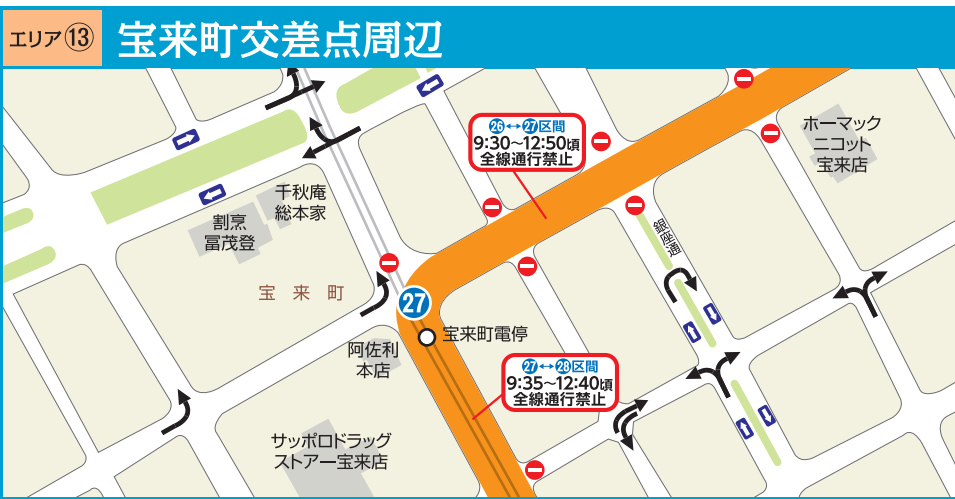 エリア⑬ 宝来町交差点周辺
㉖↔㉗区間
9:30～12:50頃
全線通行禁止
ホーマック
ニコット
宝来店
千秋庵
総本家
割烹
冨茂登
銀座通
宝来町
27
宝来町電停
阿佐利
本店
㉗↔㉘区間
9:35～12:40頃
全線通行禁止
サッポロドラッグ
ストアー宝来店